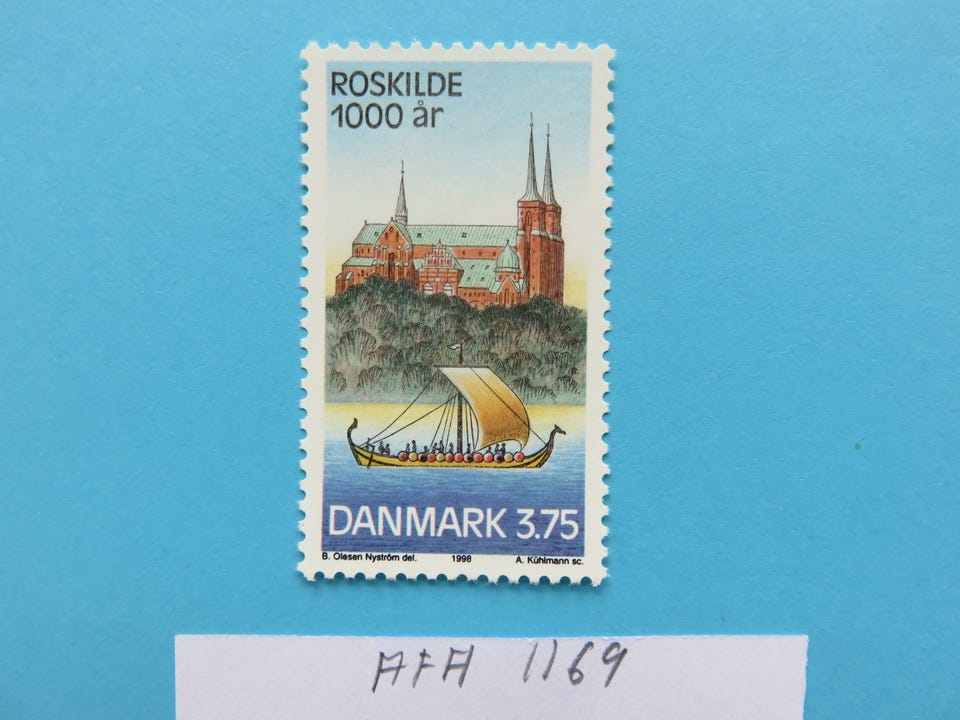 ROSKILDE
1000 år
DANMARK 3.75
B. Olesen Nyström del. 1998 A. Kühlmann sc.
AFA 1169